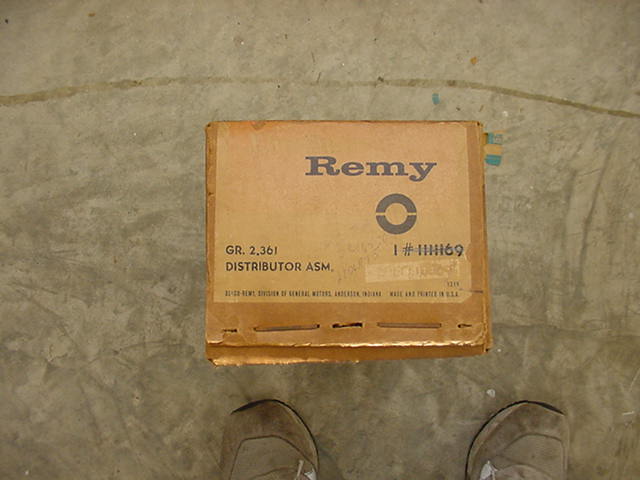 Remy
GR. 2,361
1 # 1111169
DISTRIBUTOR ASM.
DELCO-REMY, DIVISION OF GENERAL MOTORS, ANDERSON, INDIANA MADE AND PRINTED IN U.S.A.